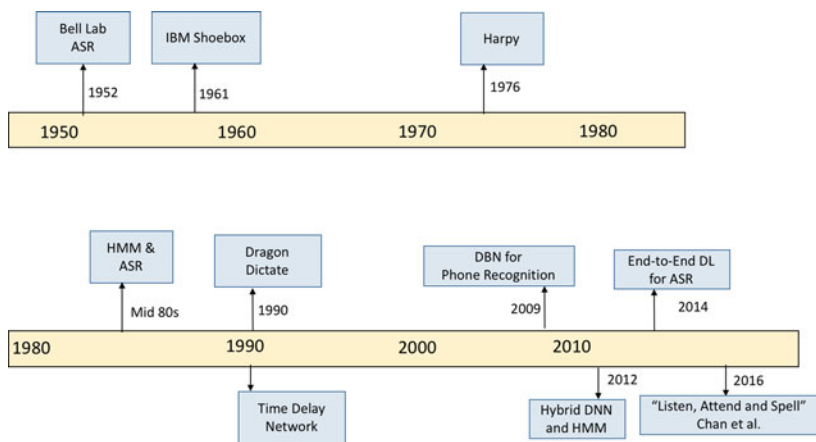 Bell Lab
ASR
IBM Shoebox
Harpy
1952
1961
1976
1950
1960
1970
1980
HMM &
ASR
Dragon
Dictate
DBN for
Phone Recognition
End-to-End DL
for ASR
Mid 80s
1990
2009
2014
1980
1990
2000
2010
2012
2016
Time Delay
Network
Hybrid DNN
and HMM
“Listen, Attend and Spell”
Chan et al.